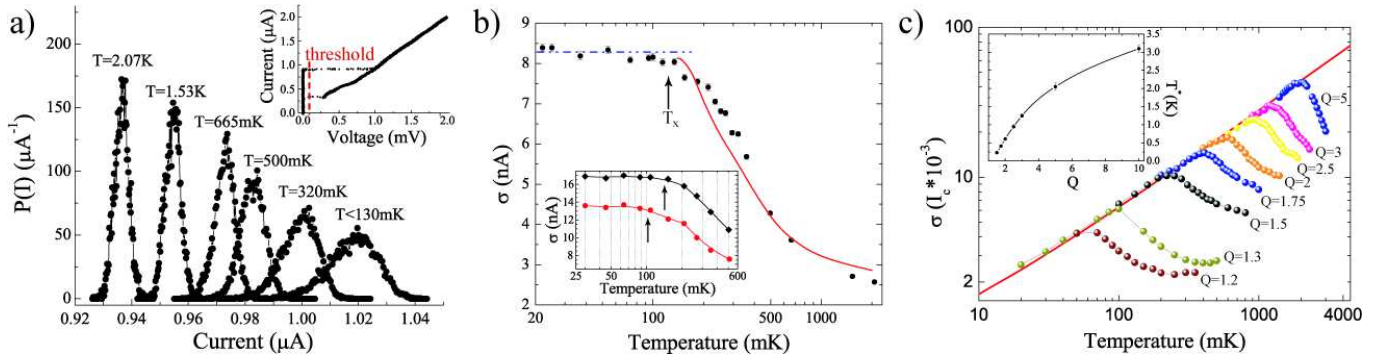 a)
P(I) (μA⁻¹)
200
150
100
50
0
T=2.07K
T=1.53K
T=665mK
T=500mK
T=320mK
T<130mK
0.92 0.94 0.96 0.98 1.00 1.02 1.04
Current (μA)
Current (μA)
2.0
1.5
1.0
0.5
0.0
threshold
0.0 0.5 1.0 1.5 2.0
Voltage (mV)
b)
σ (nA)
9
8
7
6
5
4
3
2
Tx
σ (nA)
16
14
12
10
8
25 100 600
Temperature (mK)
20 100 500 1000
Temperature (mK)
c)
σ (Ic*10⁻³)
100
10
2
T*(K)
3.5
3.0
2.5
2.0
1.5
1.0
0.5
0.0
2 4 6 8 10
Q
Q=5
Q=3
Q=2.5
Q=2
Q=1.75
Q=1.5
Q=1.3
Q=1.2
10 100 1000 4000
Temperature (mK)